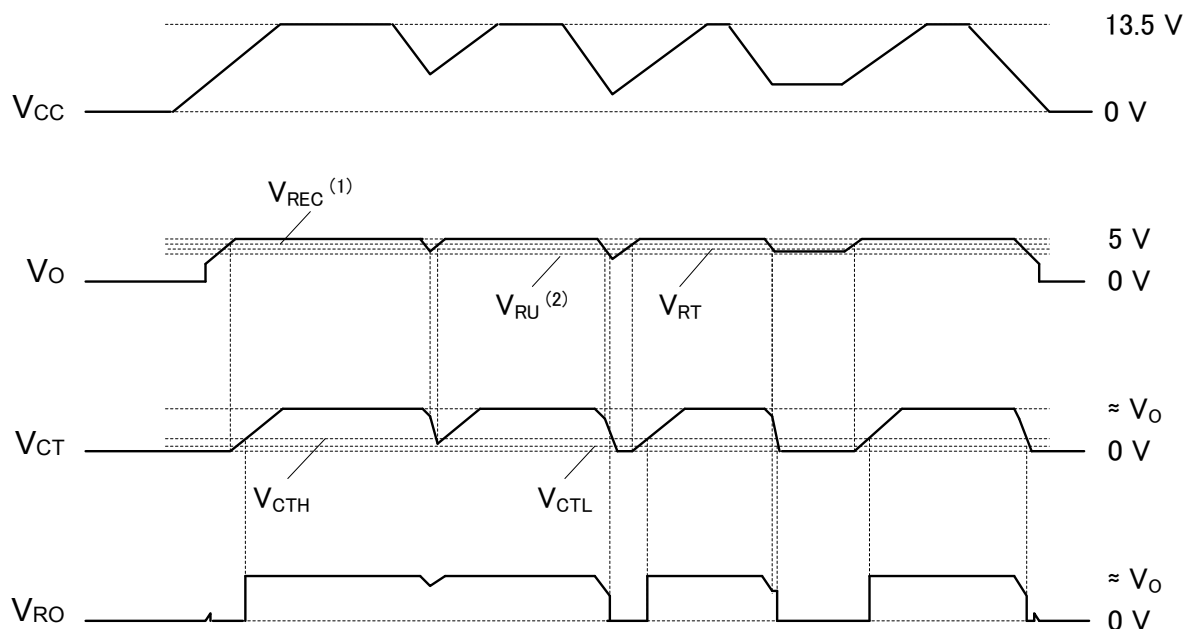 13.5 V
VCC
0 V
VREC (1)
5 V
VO
0 V
VRU (2)
VRT
≈ VO
VCT
0 V
VCTH
VCTL
≈ VO
VRO
0 V